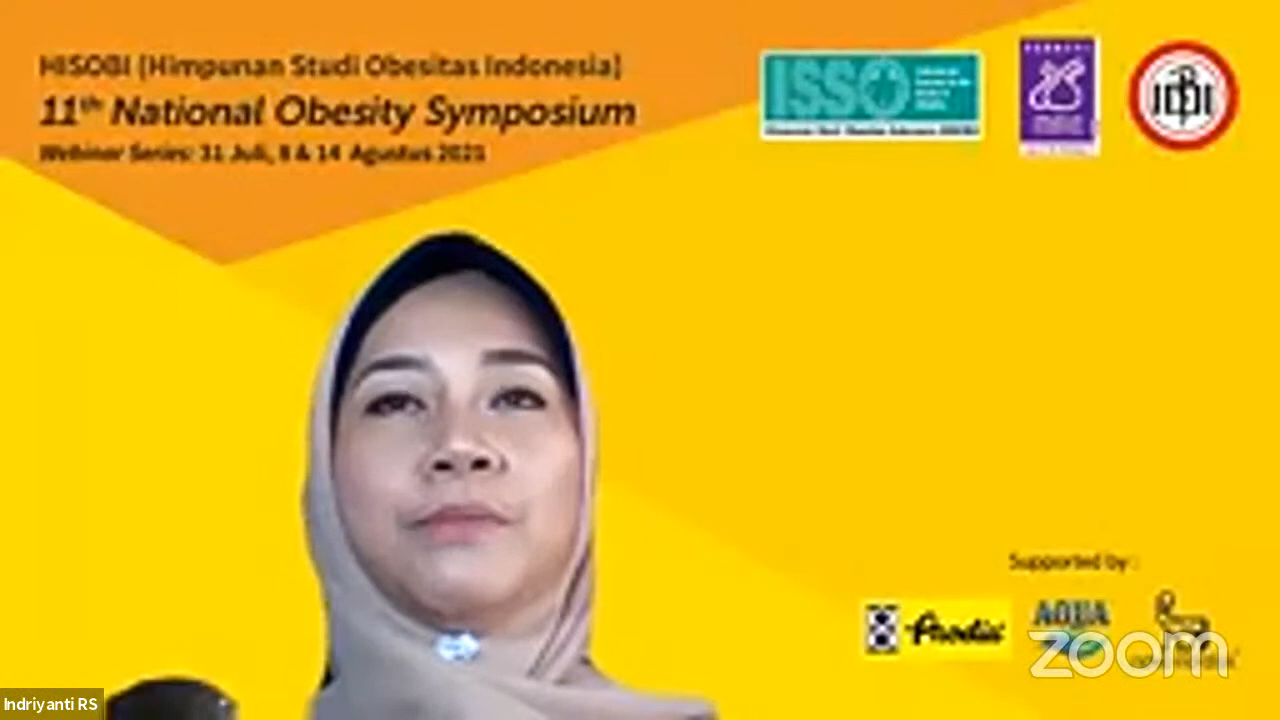 HISOBI (Himpunan Studi Obesitas Indonesia)
11th National Obesity Symposium
Webinar Series: 31 Juli, 8 & 14 Agustus 2021
ISSO
IDI
Supported by :
Prodia
AQUA
zoom
Indriyanti RS